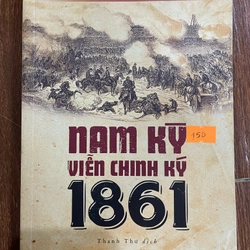 NAM KỲ
150
VIỄN CHINH KÝ
1861
Thanh Thư dịch